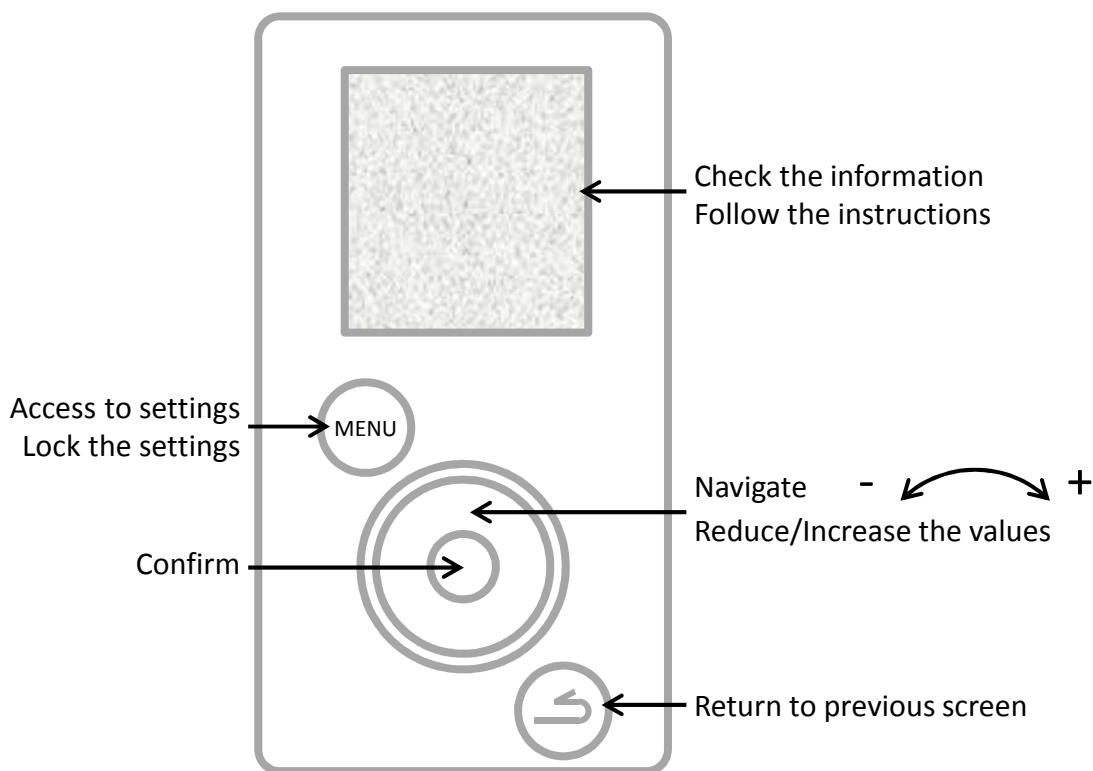 Check the information
Follow the instructions
Access to settings
Lock the settings
MENU
Navigate - +
Reduce/Increase the values
Confirm
Return to previous screen